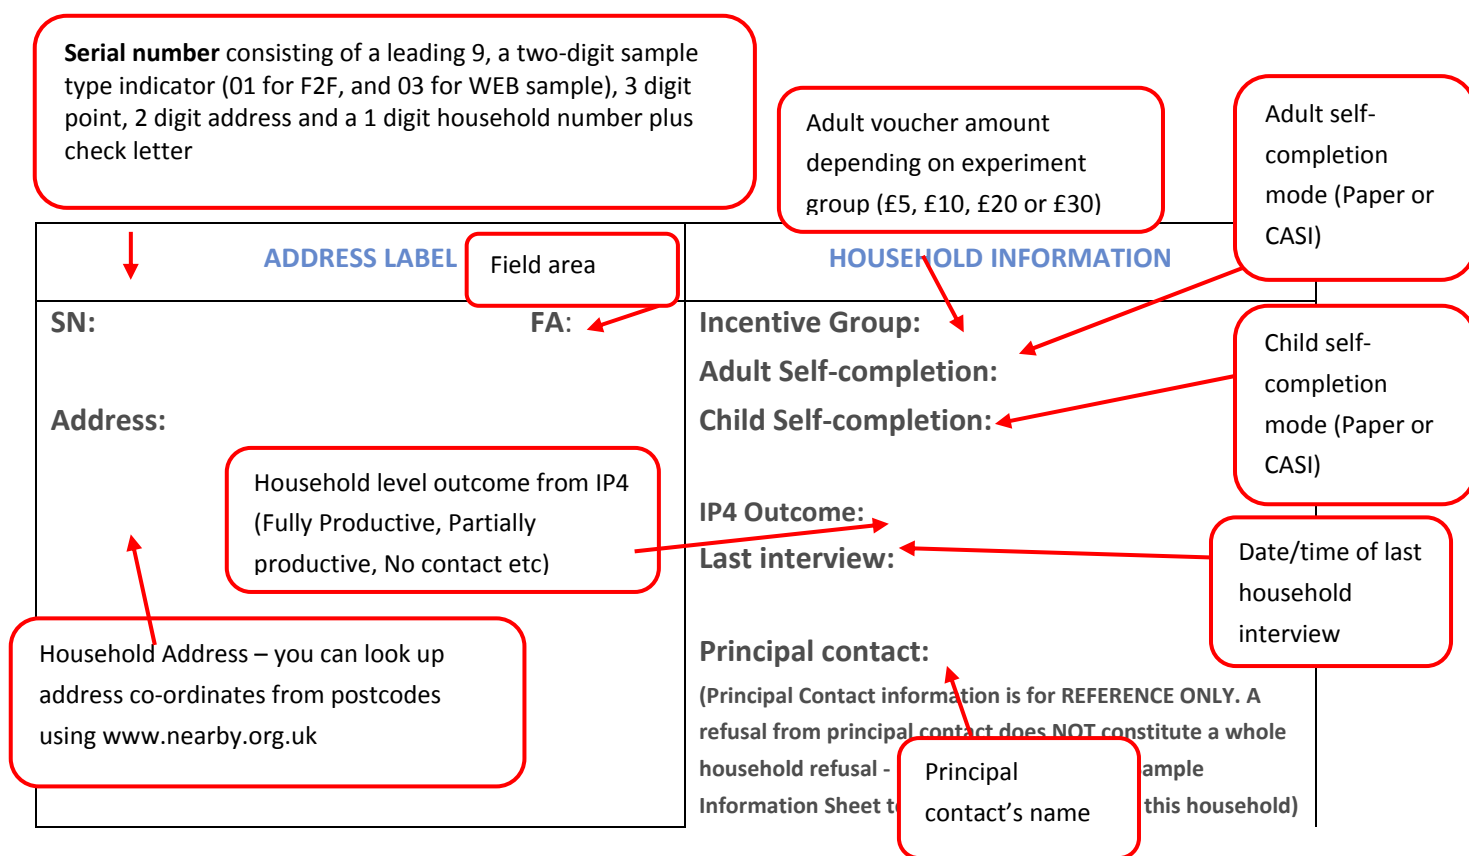 Serial number consisting of a leading 9, a two-digit sample
type indicator (01 for F2F, and 03 for WEB sample), 3 digit
point, 2 digit address and a 1 digit household number plus
check letter
Adult voucher amount
depending on experiment
group (£5, £10, £20 or £30)
Adult self-
completion
mode (Paper or
CASI)
ADDRESS LABEL
Field area
HOUSEHOLD INFORMATION
SN:
FA:
Incentive Group:
Adult Self-completion:
Child Self-completion:
Child self-
completion
mode (Paper or
CASI)
Address:
Household level outcome from IP4
(Fully Productive, Partially
productive, No contact etc)
IP4 Outcome:
Last interview:
Date/time of last
household
interview
Household Address – you can look up
address co-ordinates from postcodes
using www.nearby.org.uk
Principal contact:
(Principal Contact information is for REFERENCE ONLY. A
refusal from principal contact does NOT constitute a whole
household refusal - ample
Information Sheet this household)
Principal
contact’s name